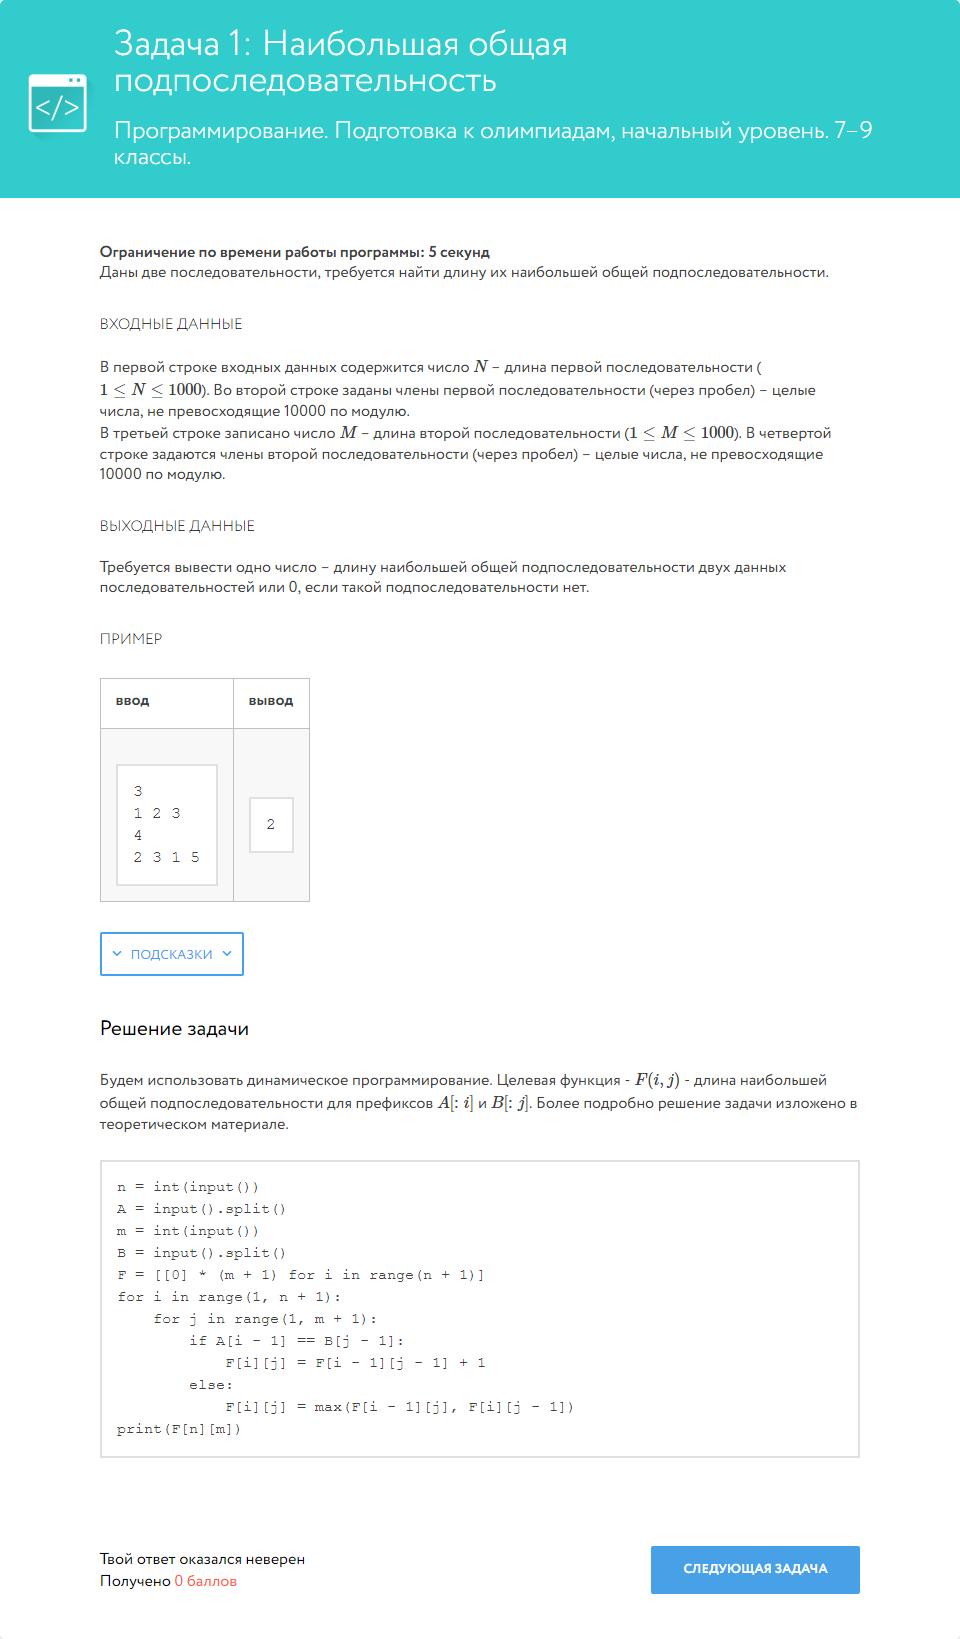 Задача 1: Наибольшая общая
подпоследовательность
</>
Программирование. Подготовка к олимпиадам, начальный уровень. 7–9
классы.
Ограничение по времени работы программы: 5 секунд
Даны две последовательности, требуется найти длину их наибольшей общей подпоследовательности.
ВХОДНЫЕ ДАННЫЕ
В первой строке входных данных содержится число N – длина первой последовательности (
1 ≤ N ≤ 1000). Во второй строке заданы члены первой последовательности (через пробел) – целые
числа, не превосходящие 10000 по модулю.
В третьей строке записано число M – длина второй последовательности (1 ≤ M ≤ 1000). В четвертой
строке задаются члены второй последовательности (через пробел) – целые числа, не превосходящие
10000 по модулю.
ВЫХОДНЫЕ ДАННЫЕ
Требуется вывести одно число – длину наибольшей общей подпоследовательности двух данных
последовательностей или 0, если такой подпоследовательности нет.
ПРИМЕР
ввод вывод
3
1 2 3
4
2 3 1 5
2
ПОДСКАЗКИ
Решение задачи
Будем использовать динамическое программирование. Целевая функция - F(i, j) - длина наибольшей
общей подпоследовательности для префиксов A[: i] и B[: j]. Более подробно решение задачи изложено в
теоретическом материале.
n = int(input())
A = input().split()
m = int(input())
B = input().split()
F = [[0] * (m + 1) for i in range(n + 1)]
for i in range(1, n + 1):
    for j in range(1, m + 1):
        if A[i - 1] == B[j - 1]:
            F[i][j] = F[i - 1][j - 1] + 1
        else:
            F[i][j] = max(F[i - 1][j], F[i][j - 1])
print(F[n][m])
Твой ответ оказался неверен
Получено 0 баллов
СЛЕДУЮЩАЯ ЗАДАЧА